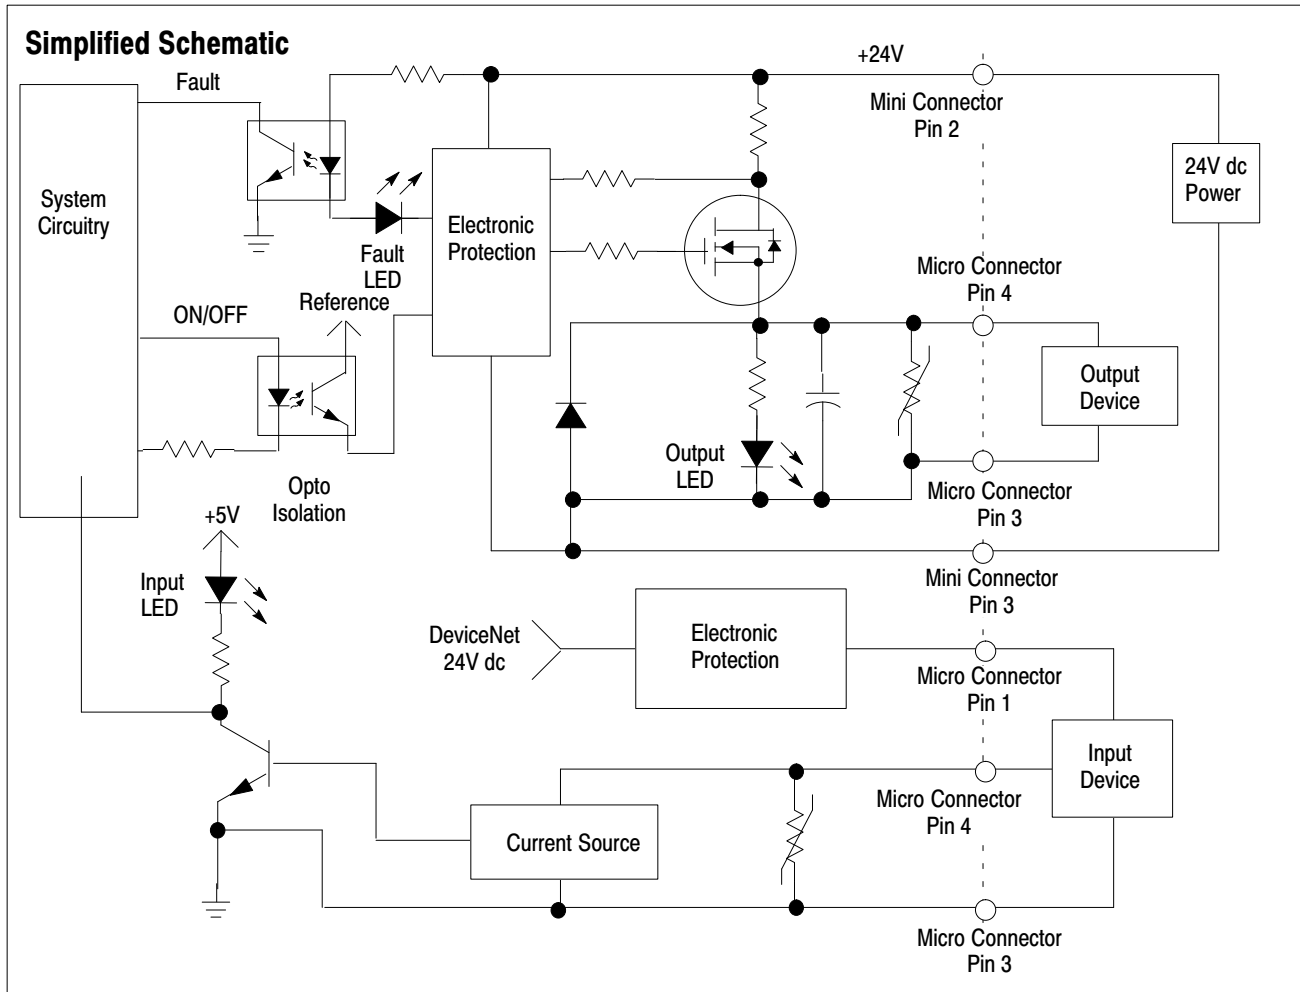 Simplified Schematic
Fault
+24V
Mini Connector
Pin 2
24V dc
Power
System
Circuitry
Electronic
Protection
Fault
LED
Micro Connector
Pin 4
Reference
ON/OFF
Output
Device
Output
LED
Opto
Isolation
Micro Connector
Pin 3
+5V
Input
LED
Mini Connector
Pin 3
DeviceNet
24V dc
Electronic
Protection
Micro Connector
Pin 1
Input
Device
Micro Connector
Pin 4
Current Source
Micro Connector
Pin 3